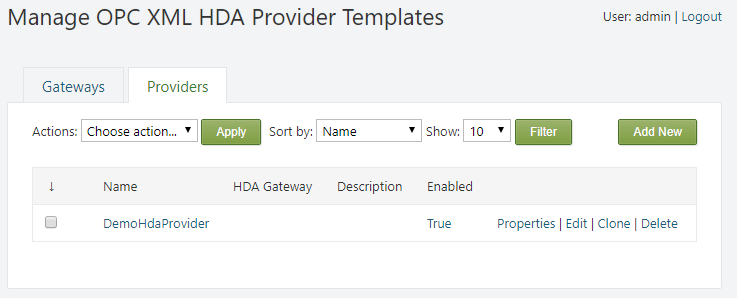 Manage OPC XML HDA Provider Templates
User: admin | Logout
Gateways Providers
Actions: Choose action... Apply Sort by: Name Show: 10 Filter Add New
↓ Name HDA Gateway Description Enabled
DemoHdaProvider True Properties | Edit | Clone | Delete